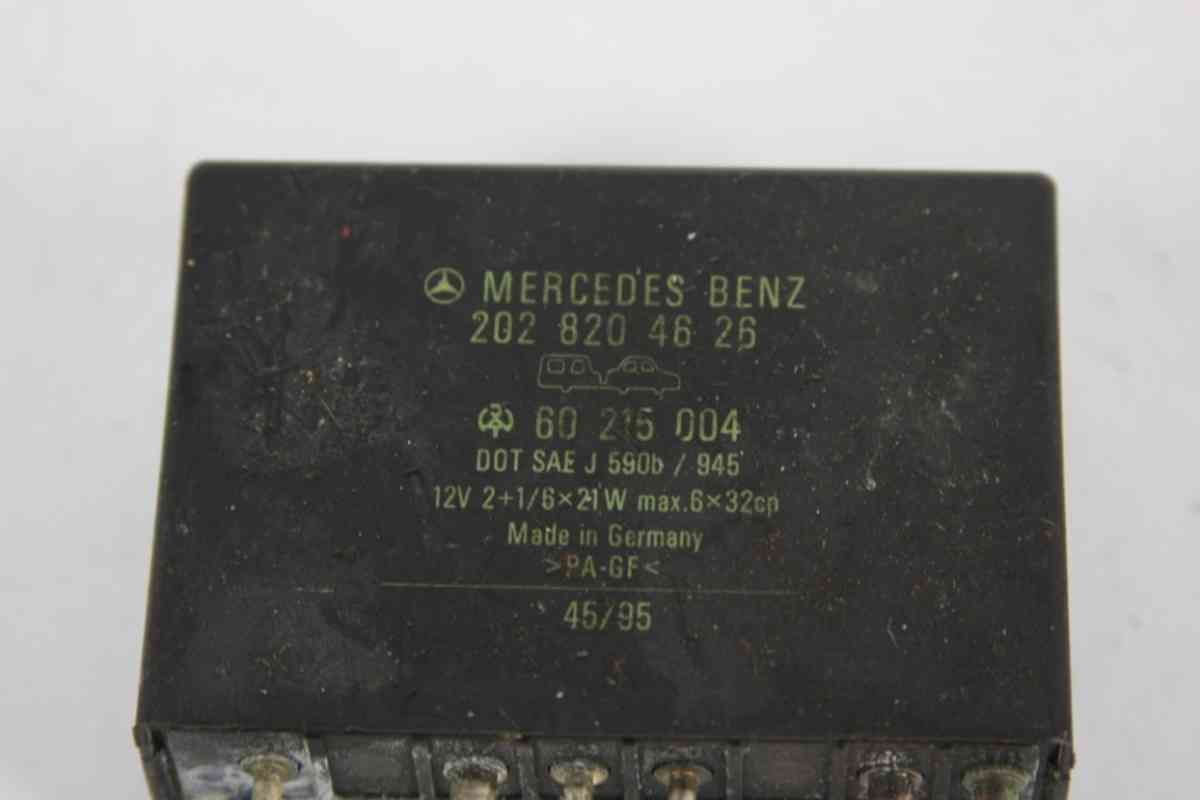 MERCEDES BENZ
202 820 46 26
60 215 004
DOT SAE J 590b / 945
12V 2+1/6×21W max.6×32cp
Made in Germany
>PA-GF<
45/95